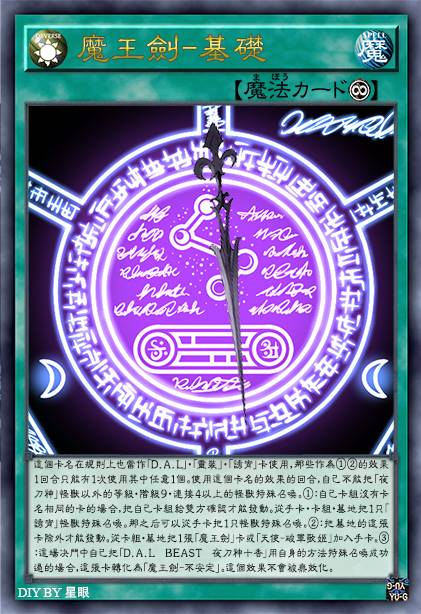 DIVERSE
魔王劍-基礎
SPELL
魔
【魔法カード】
ま ほう
這個卡名在規則上也當作「D.A.L」·「靈裝」·「誘宵」卡使用,那些作為①②的效果
1回合只能有1次使用其中任意1個。使用這個卡名的效果的回合,自己不能把「夜
刀神」怪獸以外的等級·階級9·連接4以上的怪獸特殊召喚。①:自己卡組沒有卡
名相同的卡的場合,把自己卡組給雙方確認才能發動。從手卡·卡組·墓地把1只「
誘宵」怪獸特殊召喚。那之後可以從手卡把1只怪獸特殊召喚。②:把墓地的這張
卡除外才能發動。從卡組·墓地把1張「魔王劍」卡或「天使-破軍歌姬」加入手卡。③
:這場決鬥中自已把「D.A.L BEAST 夜刀神十香」用自身的方法特殊召喚成功
過的場合,這張卡轉化為「魔王劍-不安定」。這個效果不會被無效化。
DIY BY 星眼
YU-G